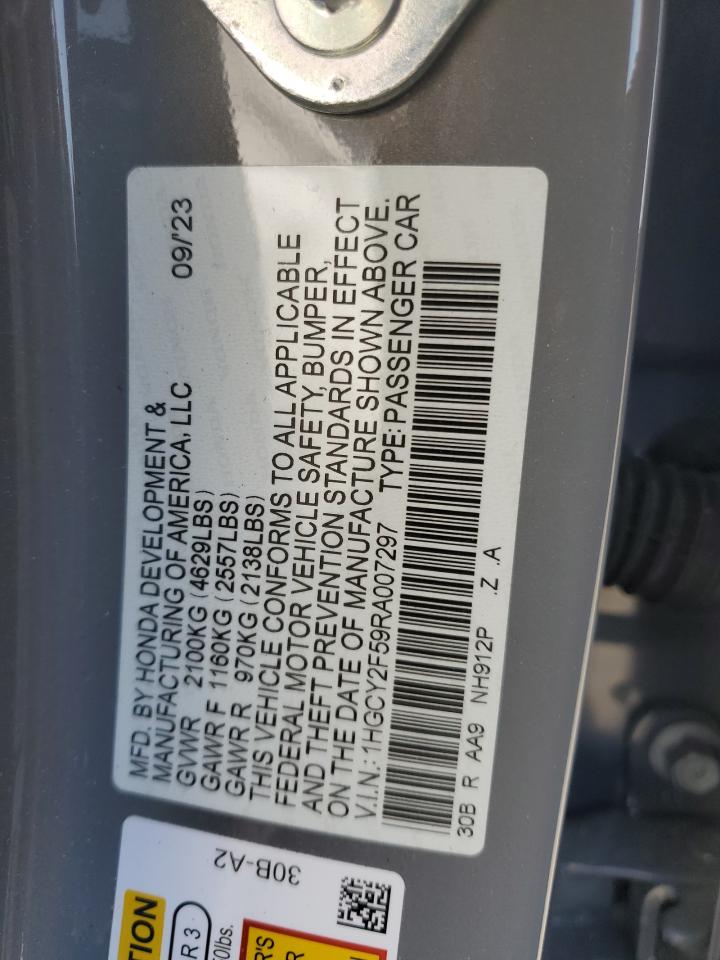 MFD. BY HONDA DEVELOPMENT &
MANUFACTURING OF AMERICA, LLC 09/'23
GVWR 2100KG (4629LBS)
GAWR F 1160KG (2557LBS)
GAWR R 970KG (2138LBS)
THIS VEHICLE CONFORMS TO ALL APPLICABLE
FEDERAL MOTOR VEHICLE SAFETY, BUMPER,
AND THEFT PREVENTION STANDARDS IN EFFECT
ON THE DATE OF MANUFACTURE SHOWN ABOVE.
V.I.N.: 1HGCY2F59RA007297 TYPE: PASSENGER CAR
30B R AA9 NH912P .Z .A
30B-A2
TION
R 3
0lbs.
R'S
R